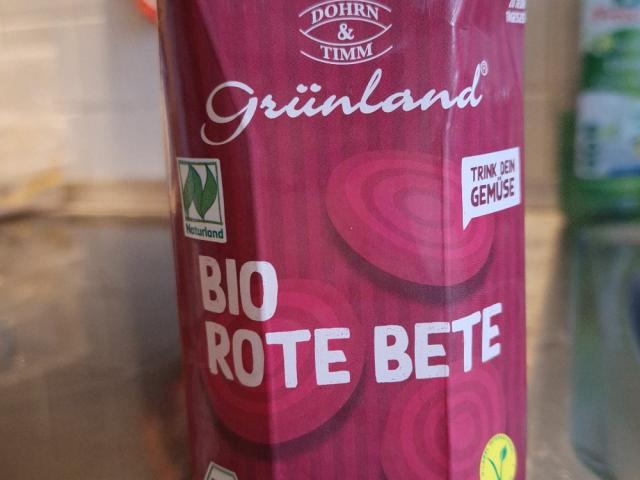 DOHRN
&
TIMM
Grünland®
TRINK DEIN
GEMÜSE
Naturland
BIO
ROTE BETE